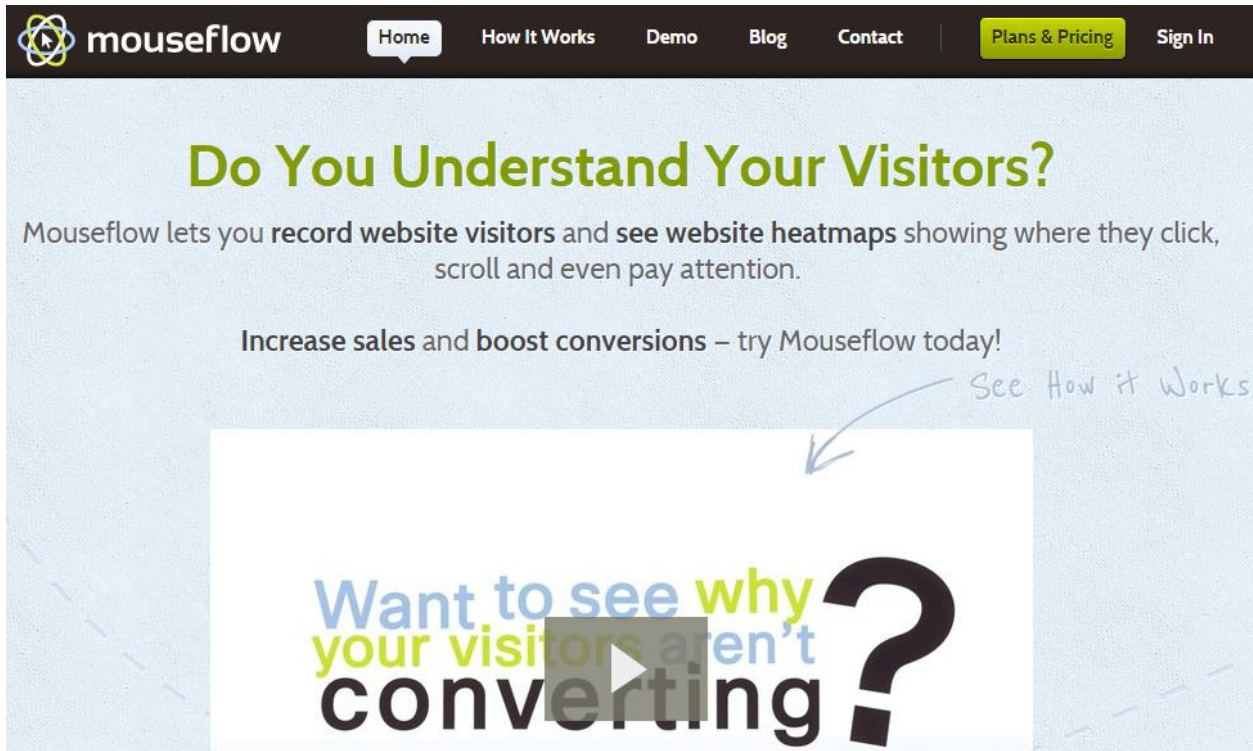 mouseflow Home How It Works Demo Blog Contact Plans & Pricing Sign In
Do You Understand Your Visitors?
Mouseflow lets you record website visitors and see website heatmaps showing where they click,
scroll and even pay attention.
Increase sales and boost conversions – try Mouseflow today!
See How it Works
Want to see why
your visitors aren't
converting?